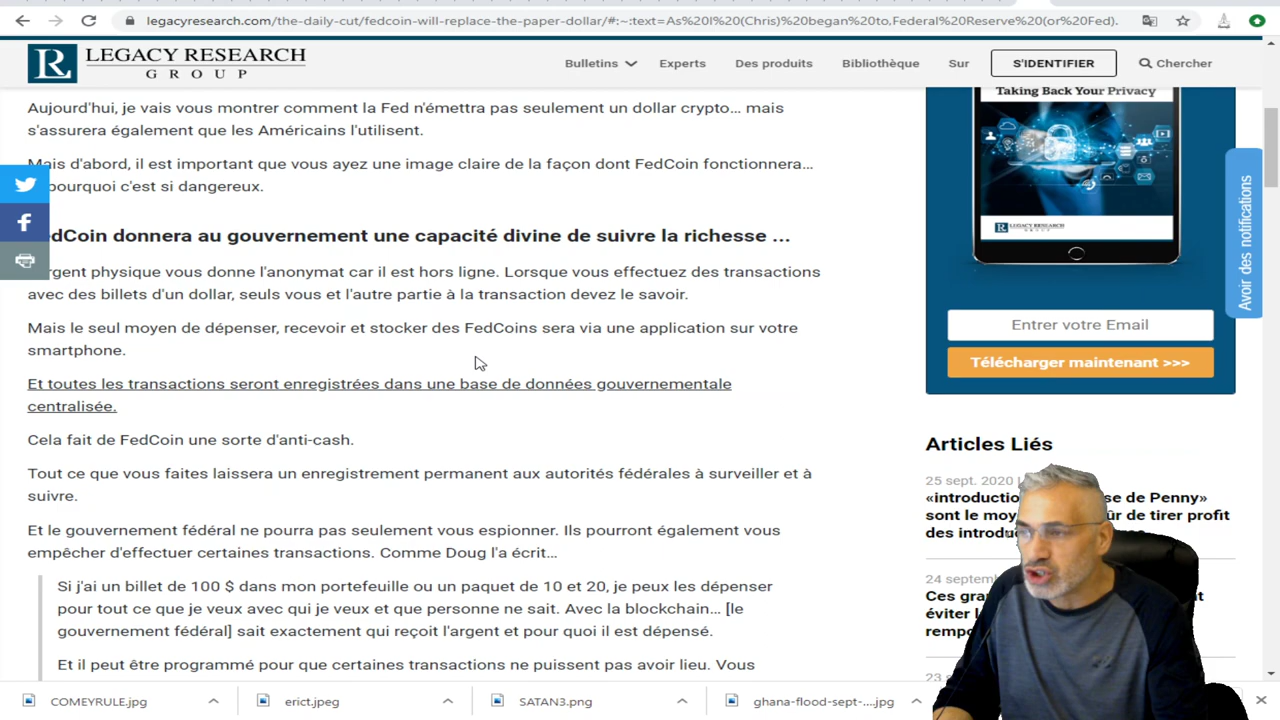 legacyresearch.com/the-daily-cut/fedcoin-will-replace-the-paper-dollar/#:~:text=As%20I%20(Chris)%20began%20to,Federal%20Reserve%20(or%20Fed).
R
LEGACY RESEARCH
GROUP
Bulletins
Experts
Des produits
Bibliothèque
Sur
S'IDENTIFIER
Chercher
Aujourd'hui, je vais vous montrer comment la Fed n'émettra pas seulement un dollar crypto… mais
s'assurera également que les Américains l'utilisent.
Mais d'abord, il est important que vous ayez une image claire de la façon dont FedCoin fonctionnera…
pourquoi c'est si dangereux.
FedCoin donnera au gouvernement une capacité divine de suivre la richesse ...
L'argent physique vous donne l'anonymat car il est hors ligne. Lorsque vous effectuez des transactions
avec des billets d'un dollar, seuls vous et l'autre partie à la transaction devez le savoir.
Mais le seul moyen de dépenser, recevoir et stocker des FedCoins sera via une application sur votre
smartphone.
Et toutes les transactions seront enregistrées dans une base de données gouvernementale
centralisée.
Cela fait de FedCoin une sorte d'anti-cash.
Tout ce que vous faites laissera un enregistrement permanent aux autorités fédérales à surveiller et à
suivre.
Et le gouvernement fédéral ne pourra pas seulement vous espionner. Ils pourront également vous
empêcher d'effectuer certaines transactions. Comme Doug l'a écrit…
Si j'ai un billet de 100 $ dans mon portefeuille ou un paquet de 10 et 20, je peux les dépenser
pour tout ce que je veux avec qui je veux et que personne ne sait. Avec la blockchain… [le
gouvernement fédéral] sait exactement qui reçoit l'argent et pour quoi il est dépensé.
Et il peut être programmé pour que certaines transactions ne puissent pas avoir lieu. Vous
Taking Back Your Privacy
LEGACY RESEARCH
Avoir des notifications
Entrer votre Email
Télécharger maintenant >>>
Articles Liés
25 sept. 2020
«introductio se de Penny»
sont le moy ûr de tirer profit
des introdu
24 septem
Ces gra nt
éviter l
rempo
23 se
COMEYRULE.jpg
erict.jpeg
SATAN3.png
ghana-flood-sept-....jpg